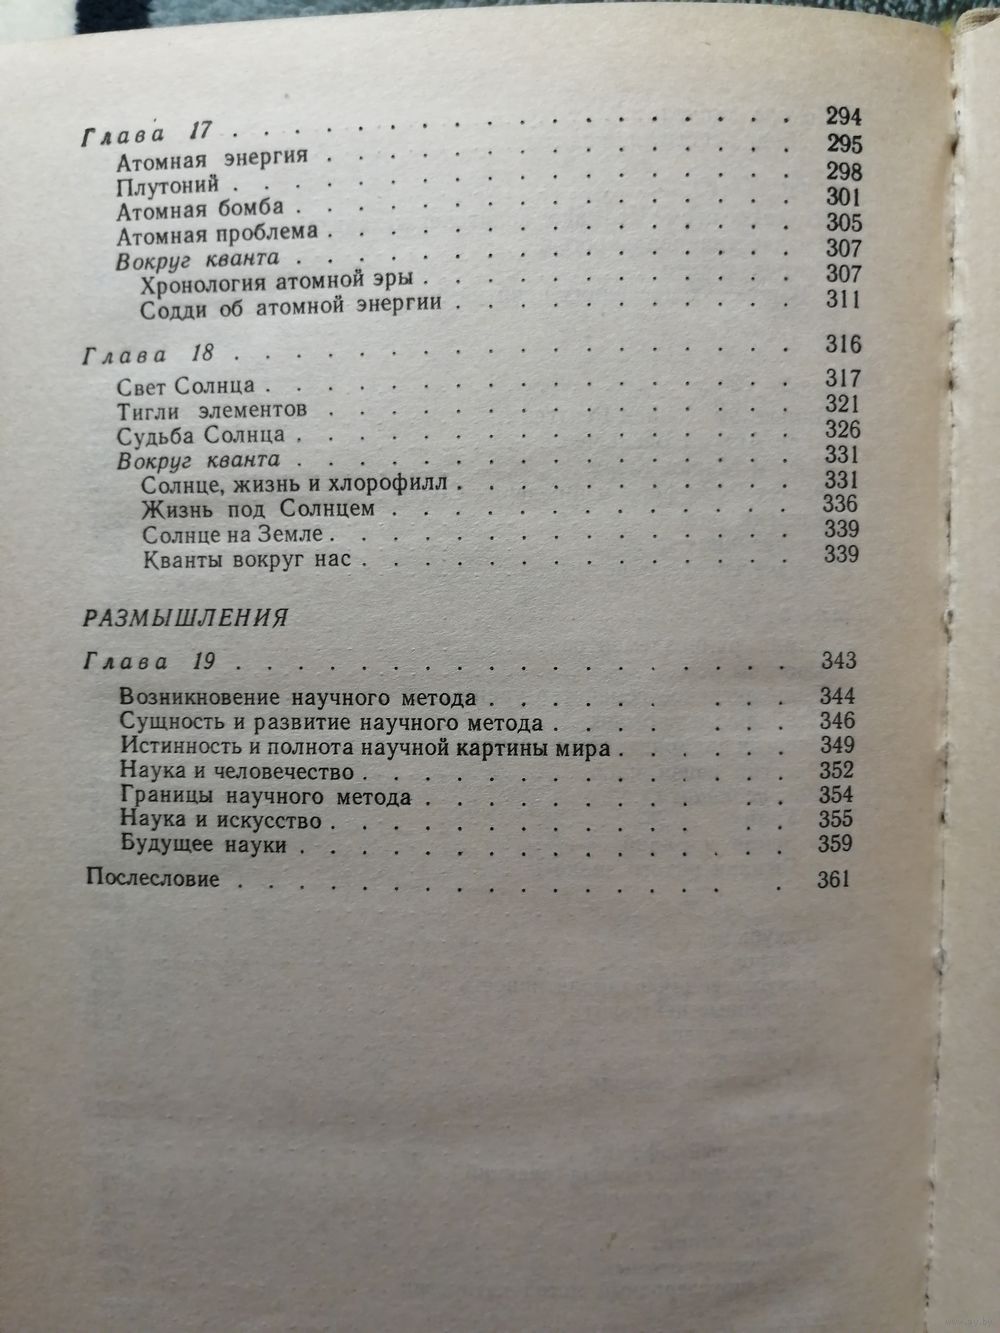 Глава 17 . . . . . . . . . . . . . . . . . . . 294
Атомная энергия . . . . . . . . . . . . . . . 295
Плутоний . . . . . . . . . . . . . . . . . . 298
Атомная бомба . . . . . . . . . . . . . . . . 301
Атомная проблема . . . . . . . . . . . . . . . 305
Вокруг кванта . . . . . . . . . . . . . . . . 307
Хронология атомной эры . . . . . . . . . . . . 307
Содди об атомной энергии . . . . . . . . . . . 311
Глава 18 . . . . . . . . . . . . . . . . . . 316
Свет Солнца . . . . . . . . . . . . . . . . . 317
Тигли элементов . . . . . . . . . . . . . . . 321
Судьба Солнца . . . . . . . . . . . . . . . . 326
Вокруг кванта . . . . . . . . . . . . . . . . 331
Солнце, жизнь и хлорофилл . . . . . . . . . . . 331
Жизнь под Солнцем . . . . . . . . . . . . . 336
Солнце на Земле . . . . . . . . . . . . . . . 339
Кванты вокруг нас . . . . . . . . . . . . . . 339
РАЗМЫШЛЕНИЯ
Глава 19 . . . . . . . . . . . . . . . . . . 343
Возникновение научного метода . . . . . . . . . 344
Сущность и развитие научного метода . . . . . . . 346
Истинность и полнота научной картины мира . . . . . . 349
Наука и человечество . . . . . . . . . . . . . . 352
Границы научного метода . . . . . . . . . . . 354
Наука и искусство . . . . . . . . . . . . . . 355
Будущее науки . . . . . . . . . . . . . . . . 359
Послесловие . . . . . . . . . . . . . . . . 361